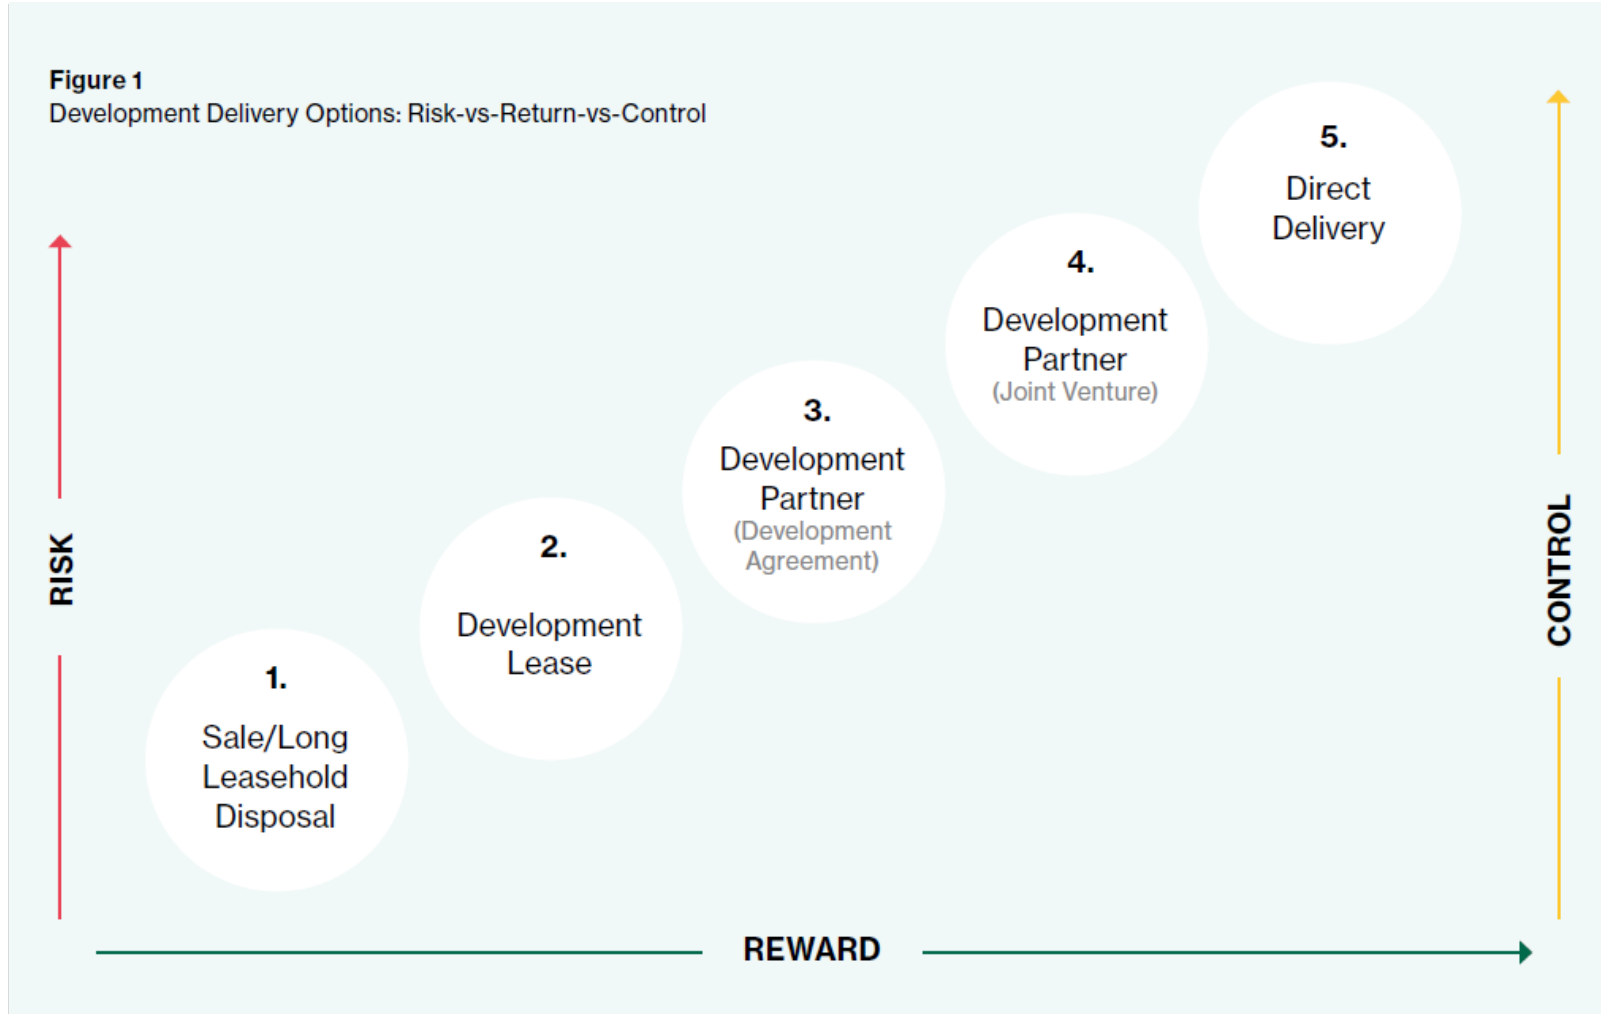 Figure 1
Development Delivery Options: Risk-vs-Return-vs-Control
5.
Direct
Delivery
4.
Development
Partner
(Joint Venture)
3.
Development
Partner
(Development
Agreement)
2.
Development
Lease
1.
Sale/Long
Leasehold
Disposal
RISK
CONTROL
REWARD